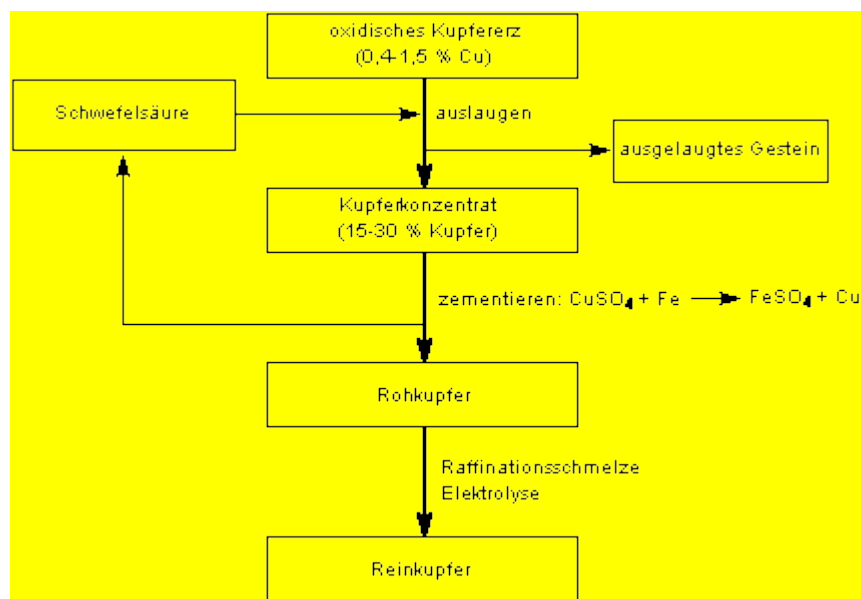 oxidisches Kupfererz
(0,4-1,5 % Cu)
Schwefelsäure
auslaugen
ausgelaugtes Gestein
Kupferkonzentrat
(15-30 % Kupfer)
zementieren: CuSO₄ + Fe → FeSO₄ + Cu
Rohkupfer
Raffinationsschmelze
Elektrolyse
Reinkupfer